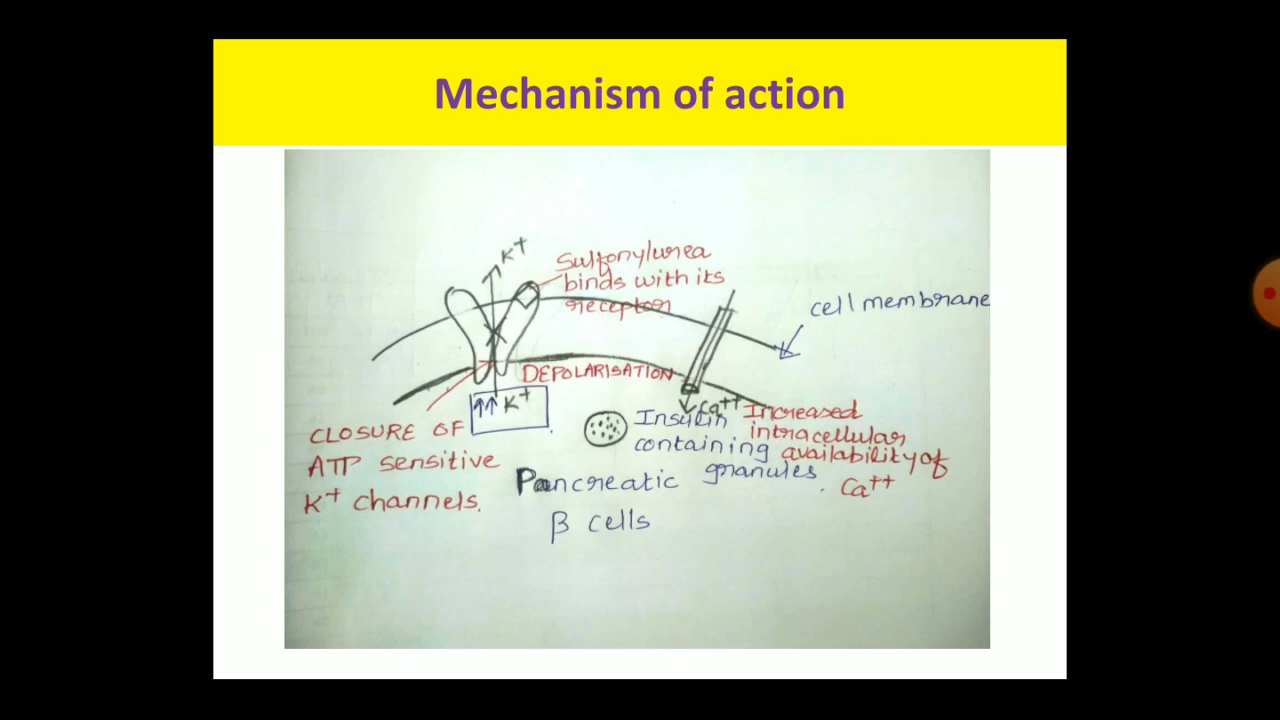 Mechanism of action
K+
Sulfonylurea
binds with its
receptor
cell membrane
DEPOLARISATION
K+
Ca++
CLOSURE OF
ATP sensitive
K+ channels.
Insulin
containing
granules.
Increased
intracellular
availability of
Ca++
Pancreatic
β cells